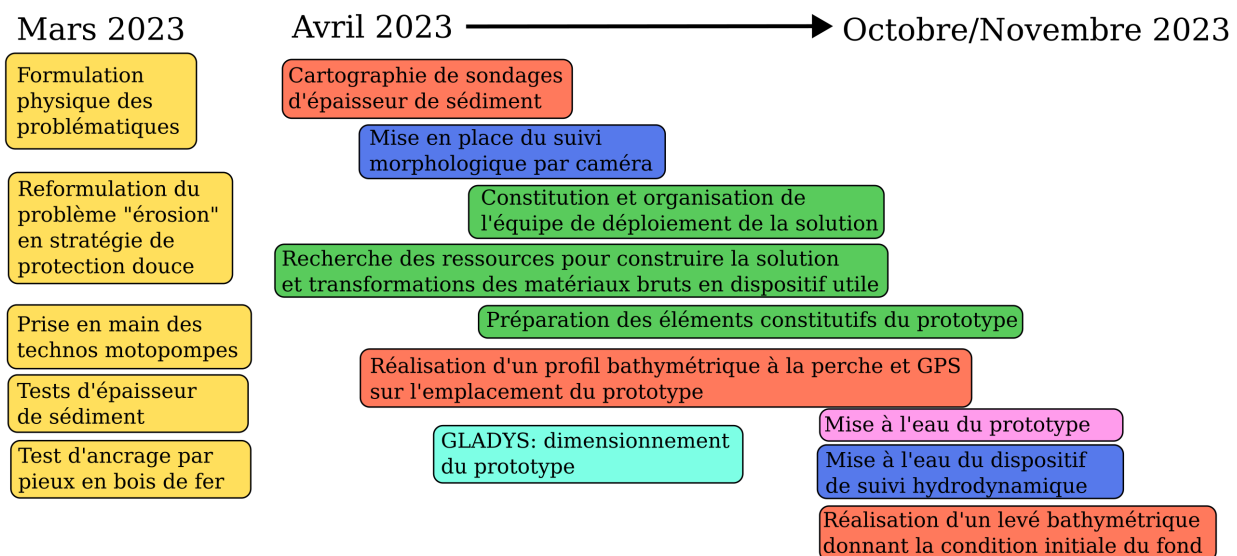 Mars 2023
Avril 2023
Octobre/Novembre 2023
Formulation
physique des
problématiques
Reformulation du
problème "érosion"
en stratégie de
protection douce
Prise en main des
technos motopompes
Tests d'épaisseur
de sédiment
Test d'ancrage par
pieux en bois de fer
Cartographie de sondages
d'épaisseur de sédiment
Mise en place du suivi
morphologique par caméra
Constitution et organisation de
l'équipe de déploiement de la solution
Recherche des ressources pour construire la solution
et transformations des matériaux bruts en dispositif utile
Préparation des éléments constitutifs du prototype
Réalisation d'un profil bathymétrique à la perche et GPS
sur l'emplacement du prototype
GLADYS: dimensionnement
du prototype
Mise à l'eau du prototype
Mise à l'eau du dispositif
de suivi hydrodynamique
Réalisation d'un levé bathymétrique
donnant la condition initiale du fond